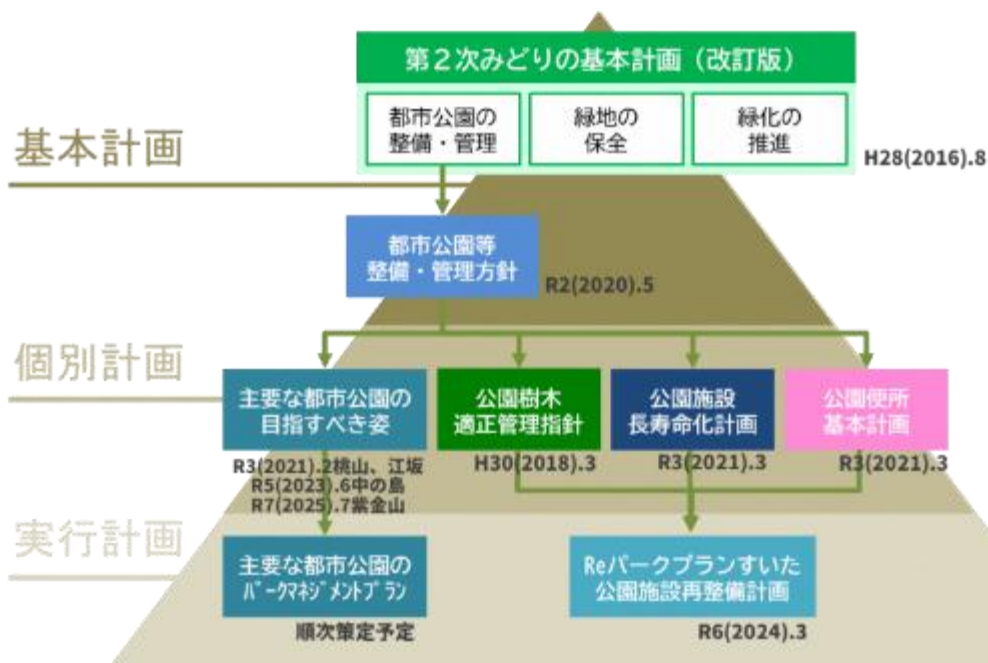 第２次みどりの基本計画（改訂版）
都市公園の
整備・管理
緑地の
保全
緑化の
推進
基本計画
H28(2016).8
都市公園等
整備・管理方針
R2(2020).5
個別計画
主要な都市公園の
目指すべき姿
公園樹木
適正管理指針
公園施設
長寿命化計画
公園便所
基本計画
R3(2021).2桃山、江坂
R5(2023).6中の島
R7(2025).7紫金山
H30(2018).3
R3(2021).3
R3(2021).3
実行計画
主要な都市公園の
ﾊﾟｰｸﾏﾈｼﾞﾒﾝﾄﾌﾟﾗﾝ
順次策定予定
Reパークプランすいた
公園施設再整備計画
R6(2024).3